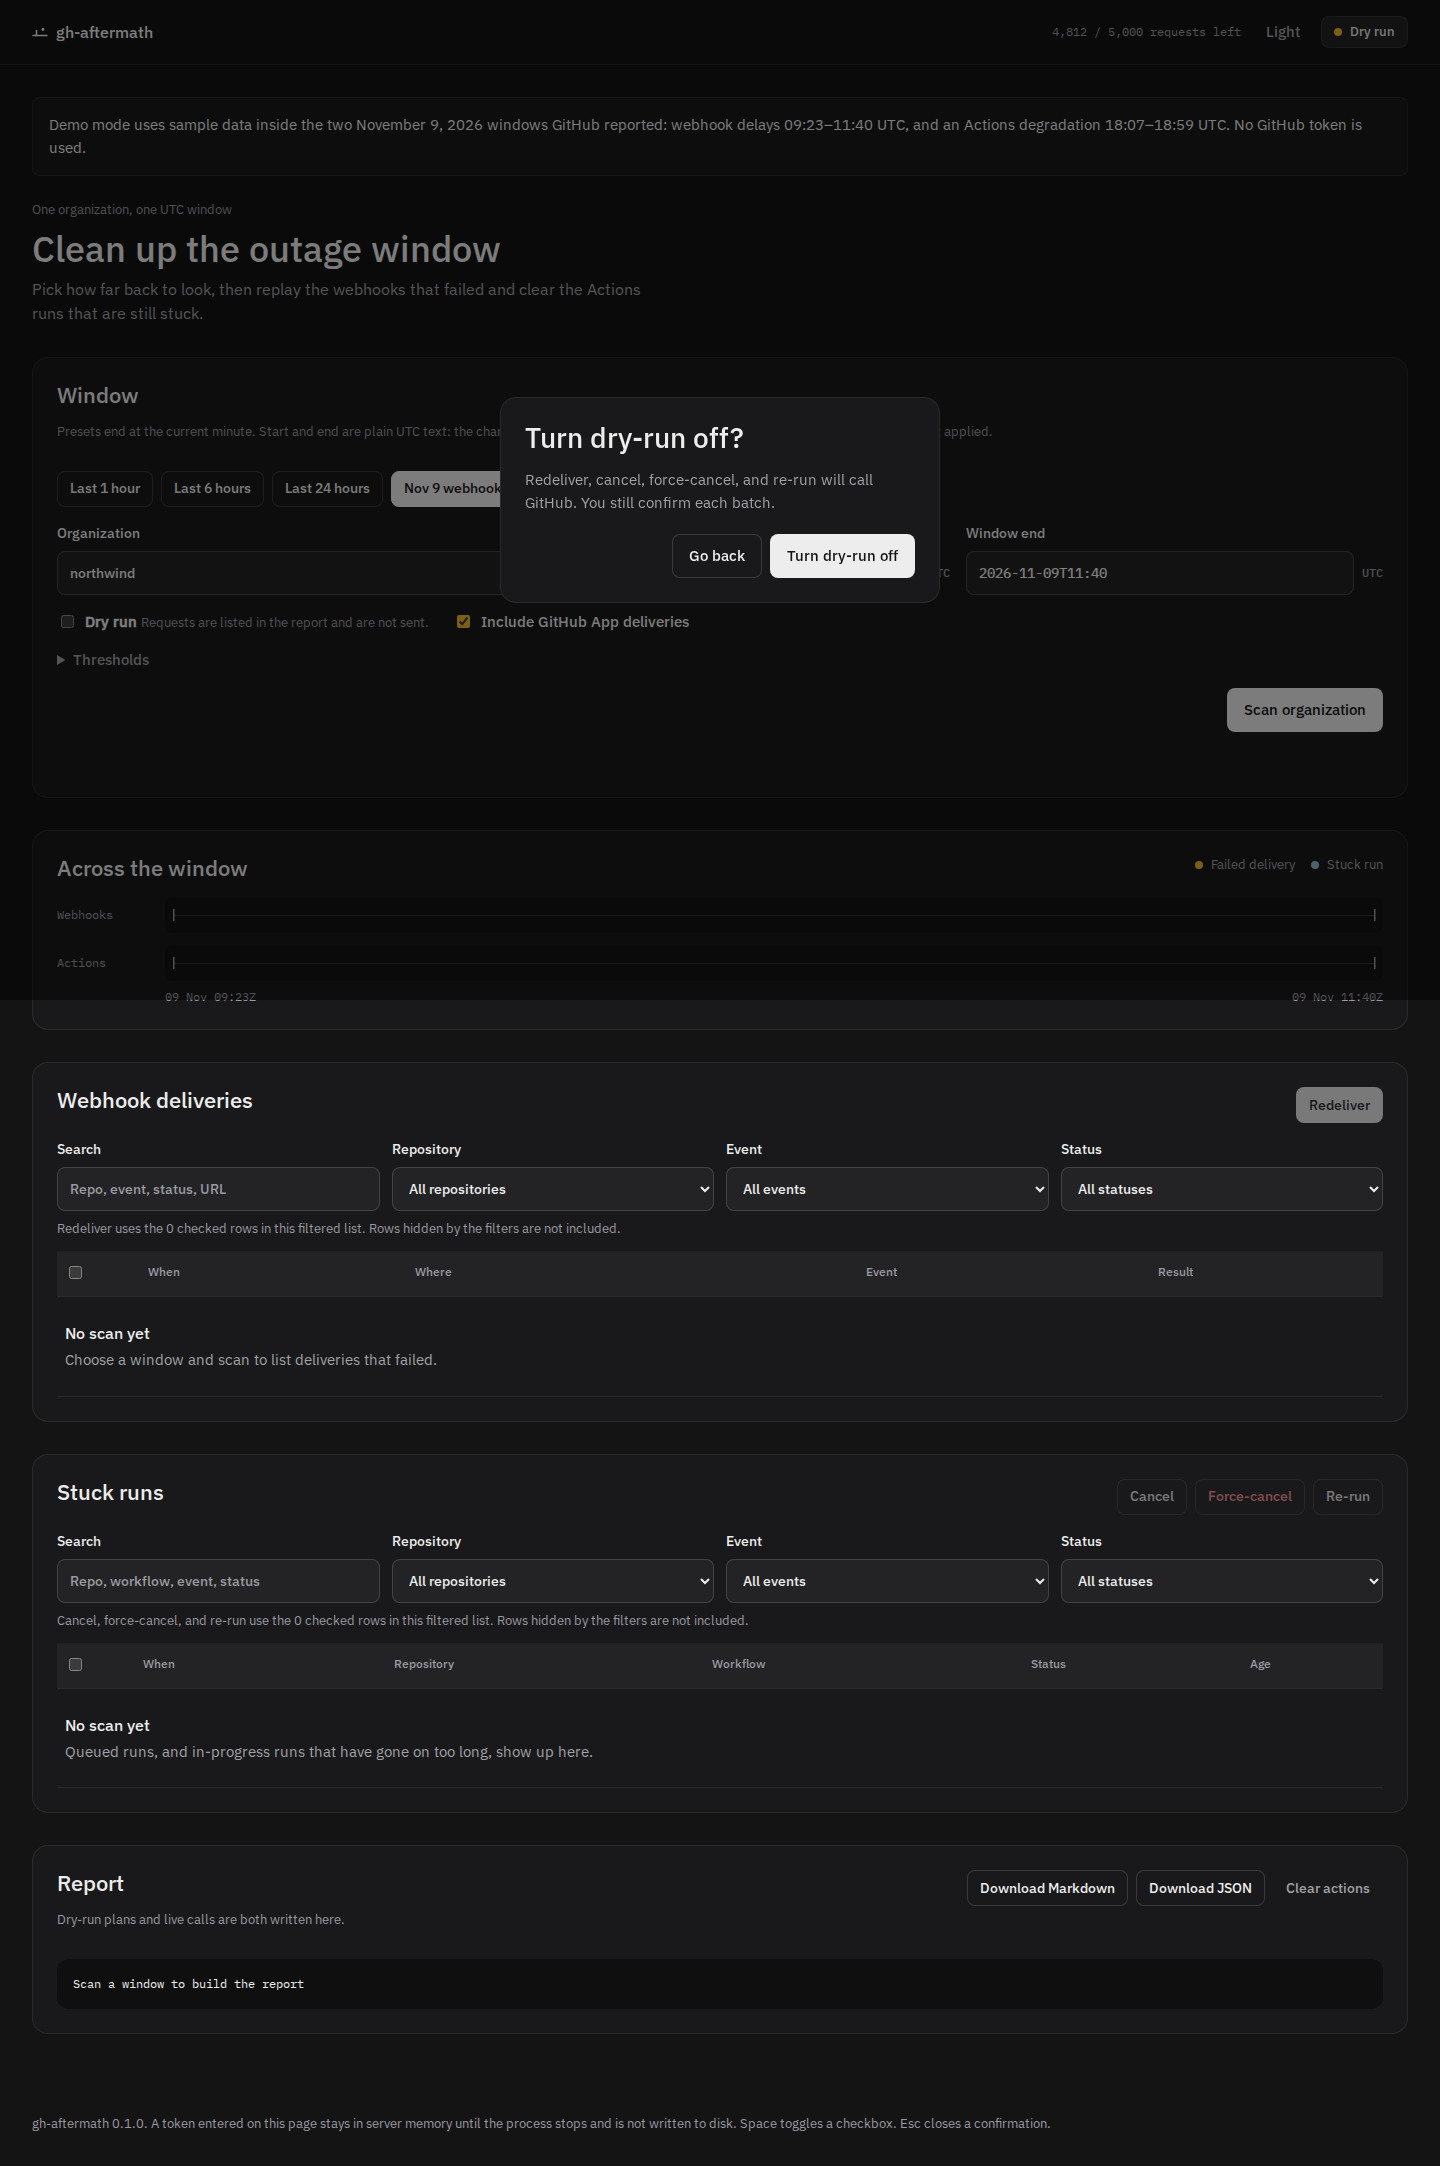 gh-aftermath
4,812 / 5,000 requests left
Light
Dry run
Demo mode uses sample data inside the two November 9, 2026 windows GitHub reported: webhook delays 09:23–11:40 UTC, and an Actions degradation 18:07–18:59 UTC. No GitHub token is
used.
One organization, one UTC window
Clean up the outage window
Pick how far back to look, then replay the webhooks that failed and clear the Actions
runs that are still stuck.
Window
Presets end at the current minute. Start and end are plain UTC text: the
applied.
Last 1 hour
Last 6 hours
Last 24 hours
Nov 9 webhook
Turn dry-run off?
Redeliver, cancel, force-cancel, and re-run will call
GitHub. You still confirm each batch.
Go back
Turn dry-run off
Organization
Window end
northwind
2026-11-09T11:40
UTC
Dry run Requests are listed in the report and are not sent.
Include GitHub App deliveries
Thresholds
Scan organization
Across the window
Failed delivery
Stuck run
Webhooks
Actions
09 Nov 09:23Z
09 Nov 11:40Z
Webhook deliveries
Redeliver
Search
Repository
Event
Status
Repo, event, status, URL
All repositories
All events
All statuses
Redeliver uses the 0 checked rows in this filtered list. Rows hidden by the filters are not included.
When
Where
Event
Result
No scan yet
Choose a window and scan to list deliveries that failed.
Stuck runs
Cancel
Force-cancel
Re-run
Search
Repository
Event
Status
Repo, workflow, event, status
All repositories
All events
All statuses
Cancel, force-cancel, and re-run use the 0 checked rows in this filtered list. Rows hidden by the filters are not included.
When
Repository
Workflow
Status
Age
No scan yet
Queued runs, and in-progress runs that have gone on too long, show up here.
Report
Download Markdown
Download JSON
Clear actions
Dry-run plans and live calls are both written here.
Scan a window to build the report
gh-aftermath 0.1.0. A token entered on this page stays in server memory until the process stops and is not written to disk. Space toggles a checkbox. Esc closes a confirmation.